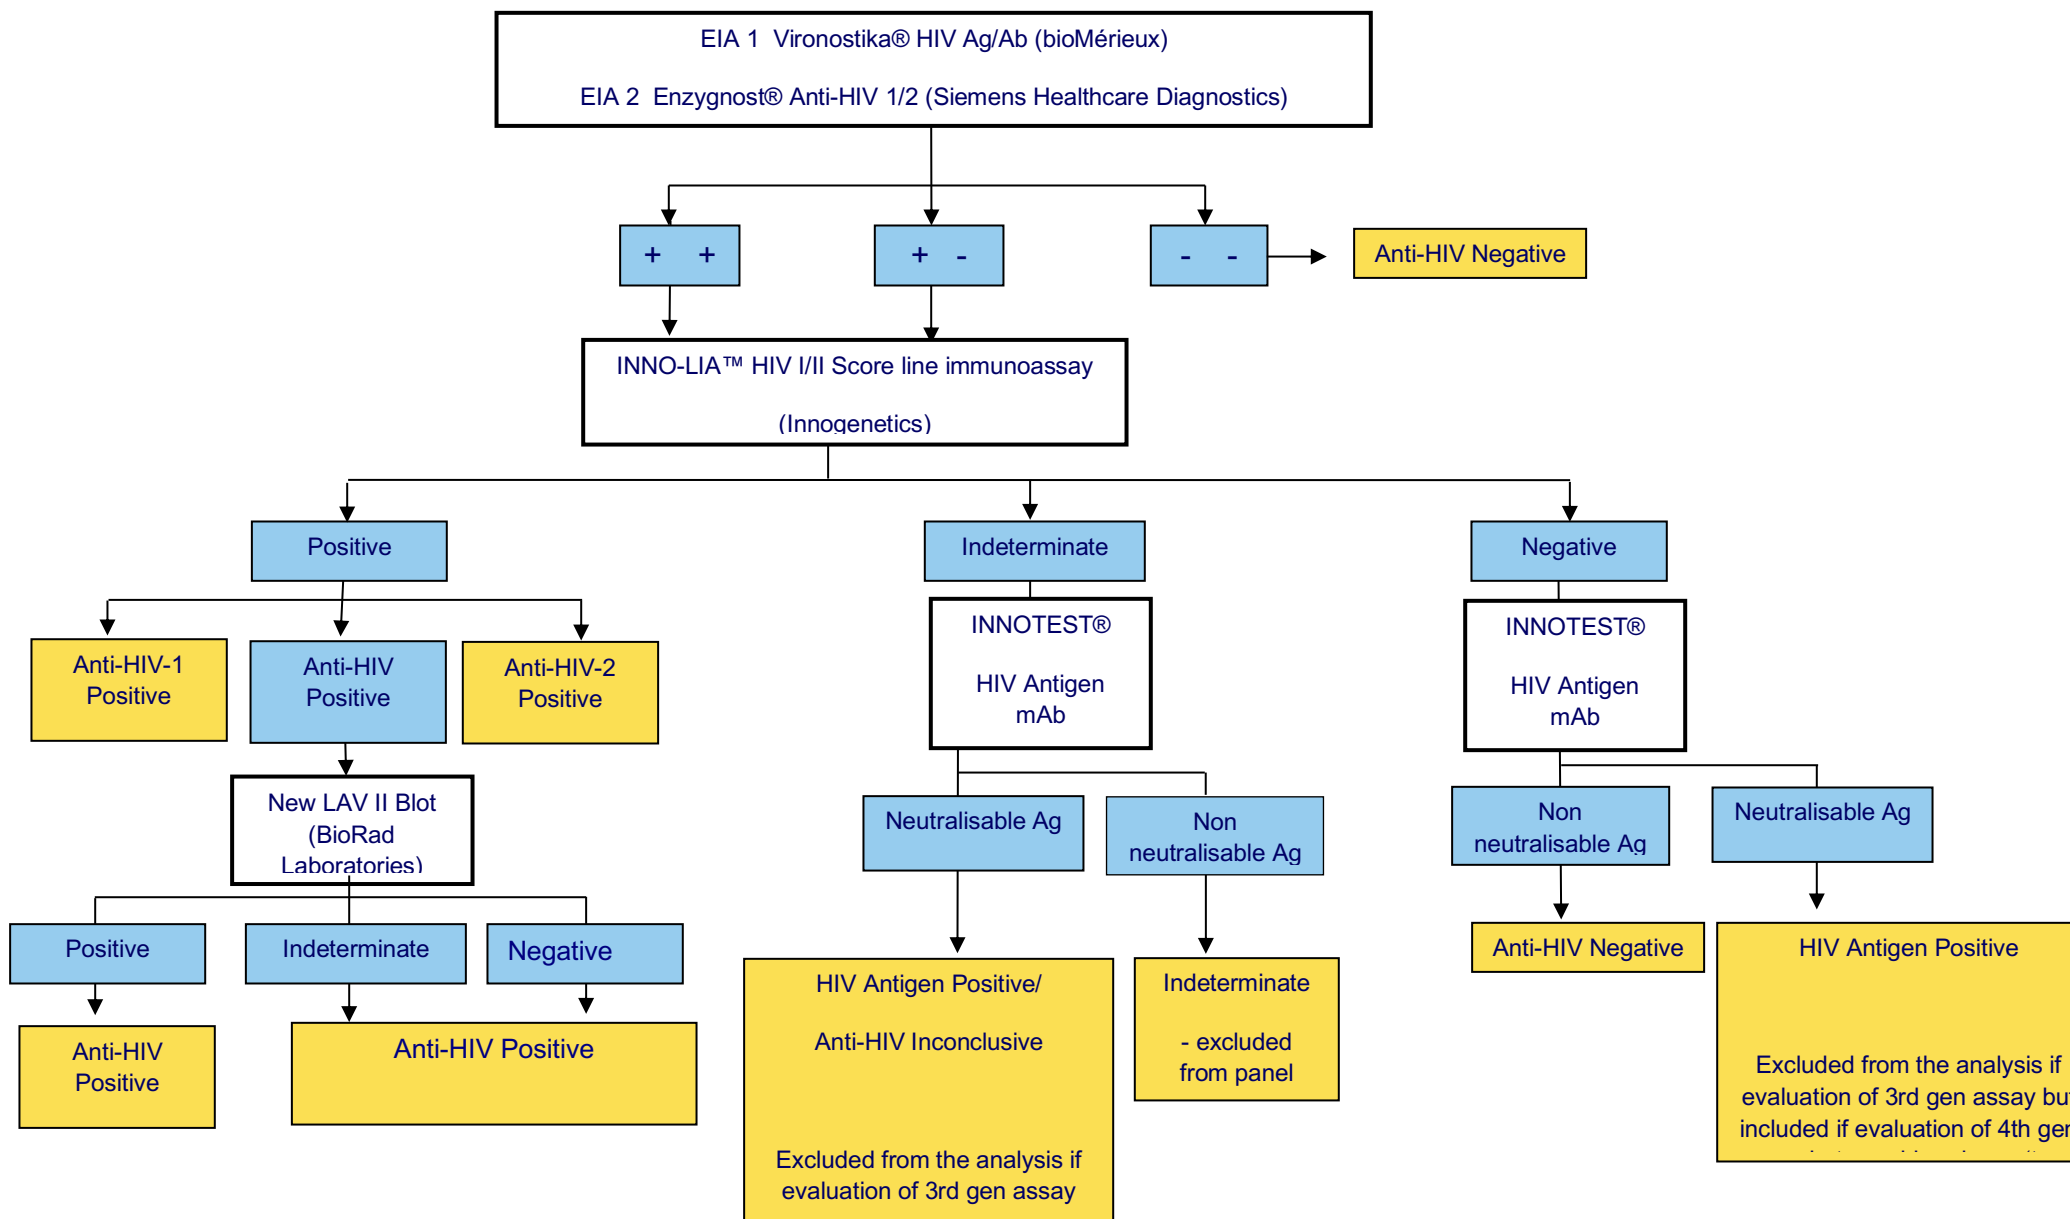 EIA 1 Vironostika® HIV Ag/Ab (bioMérieux)
EIA 2 Enzygnost® Anti-HIV 1/2 (Siemens Healthcare Diagnostics)
+ +
+ -
- -
Anti-HIV Negative
INNO-LIA™ HIV I/II Score line immunoassay
(Innogenetics)
Positive
Indeterminate
Negative
Anti-HIV-1
Positive
Anti-HIV
Positive
Anti-HIV-2
Positive
INNOTEST®
HIV Antigen
mAb
INNOTEST®
HIV Antigen
mAb
New LAV II Blot
(BioRad
Laboratories)
Neutralisable Ag
Non
neutralisable Ag
Non
neutralisable Ag
Neutralisable Ag
Positive
Indeterminate
Negative
Anti-HIV
Positive
Anti-HIV Positive
HIV Antigen Positive/
Anti-HIV Inconclusive
Excluded from the analysis if
evaluation of 3rd gen assay
Indeterminate
- excluded
from panel
Anti-HIV Negative
HIV Antigen Positive
Excluded from the analysis if
evaluation of 3rd gen assay but
included if evaluation of 4th gen